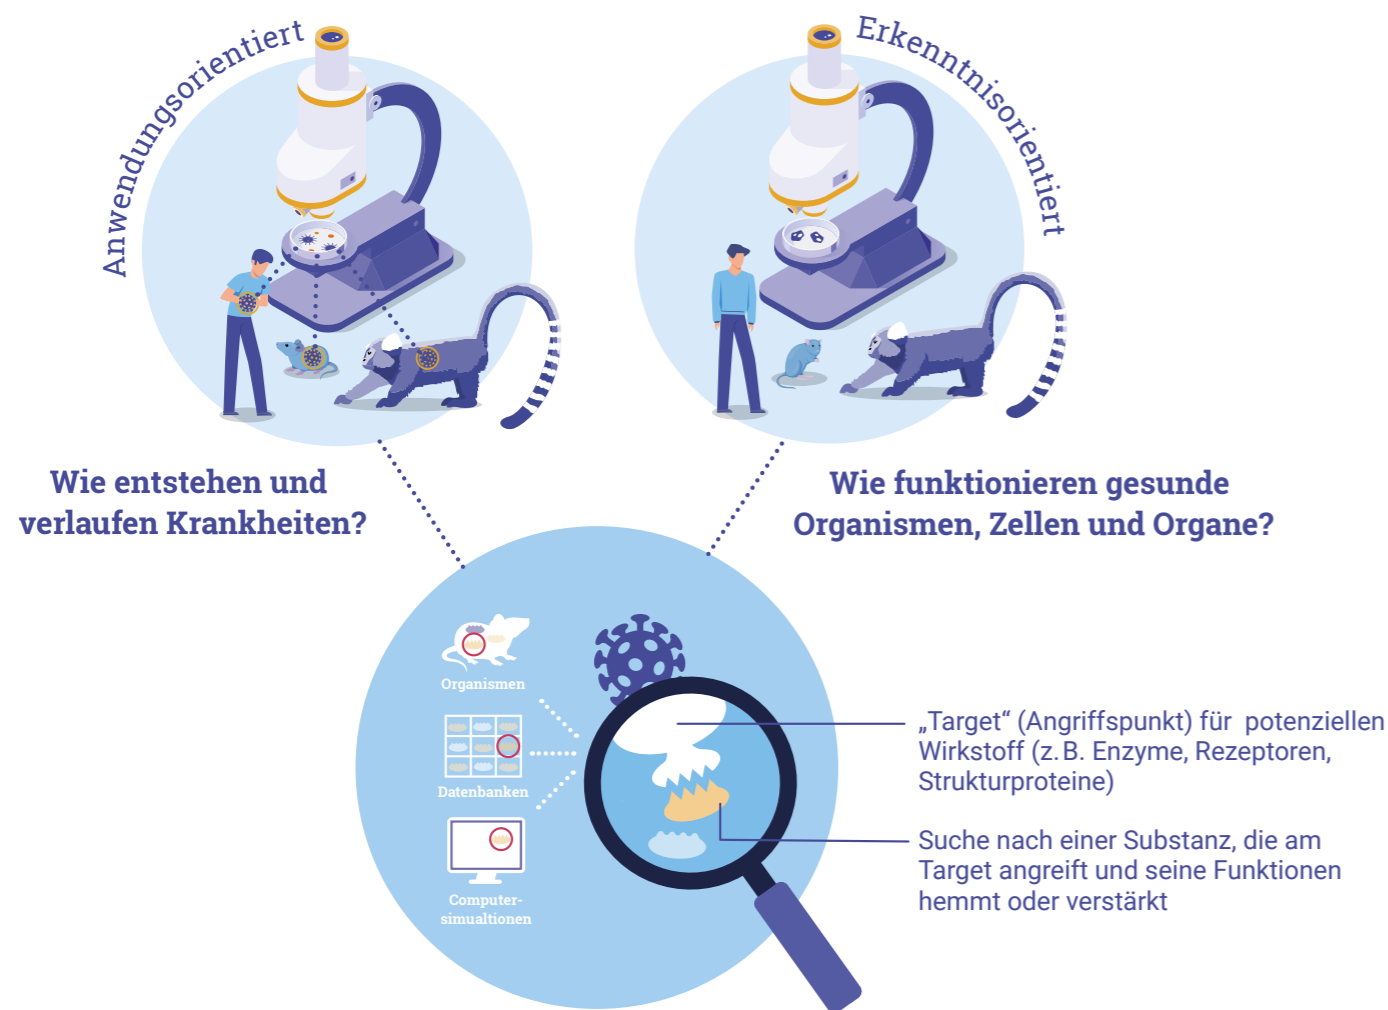 Anwendungsorientiert
Erkenntnisorientiert
Wie entstehen und
verlaufen Krankheiten?
Wie funktionieren gesunde
Organismen, Zellen und Organe?
Organismen
Datenbanken
Computer-
simualtionen
„Target“ (Angriffspunkt) für potenziellen
Wirkstoff (z. B. Enzyme, Rezeptoren,
Strukturproteine)
Suche nach einer Substanz, die am
Target angreift und seine Funktionen
hemmt oder verstärkt